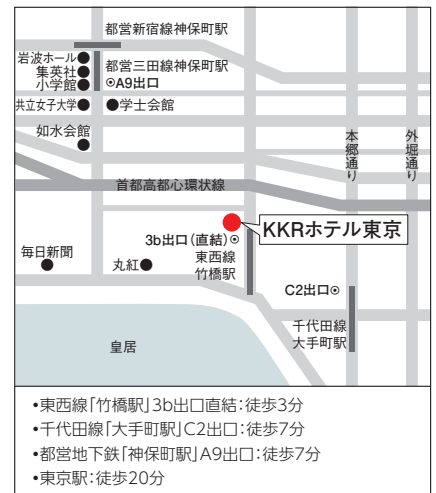 都営新宿線神保町駅
岩波ホール
集英社
小学館
都営三田線神保町駅
A9出口
共立女子大学
学士会館
如水会館
本郷通り
外堀通り
首都高都心環状線
KKRホテル東京
3b出口(直結)
東西線
竹橋駅
毎日新聞
丸紅
C2出口
千代田線
大手町駅
皇居
•東西線「竹橋駅」3b出口直結:徒歩3分
•千代田線「大手町駅」C2出口:徒歩7分
•都営地下鉄「神保町駅」A9出口:徒歩7分
•東京駅:徒歩20分